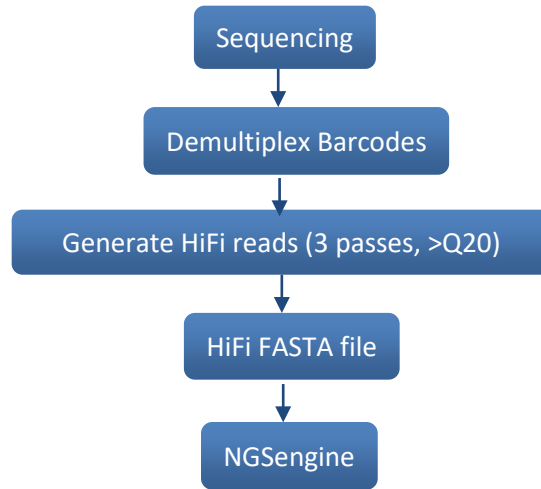 Sequencing
Demultiplex Barcodes
Generate HiFi reads (3 passes, >Q20)
HiFi FASTA file
NGSengine